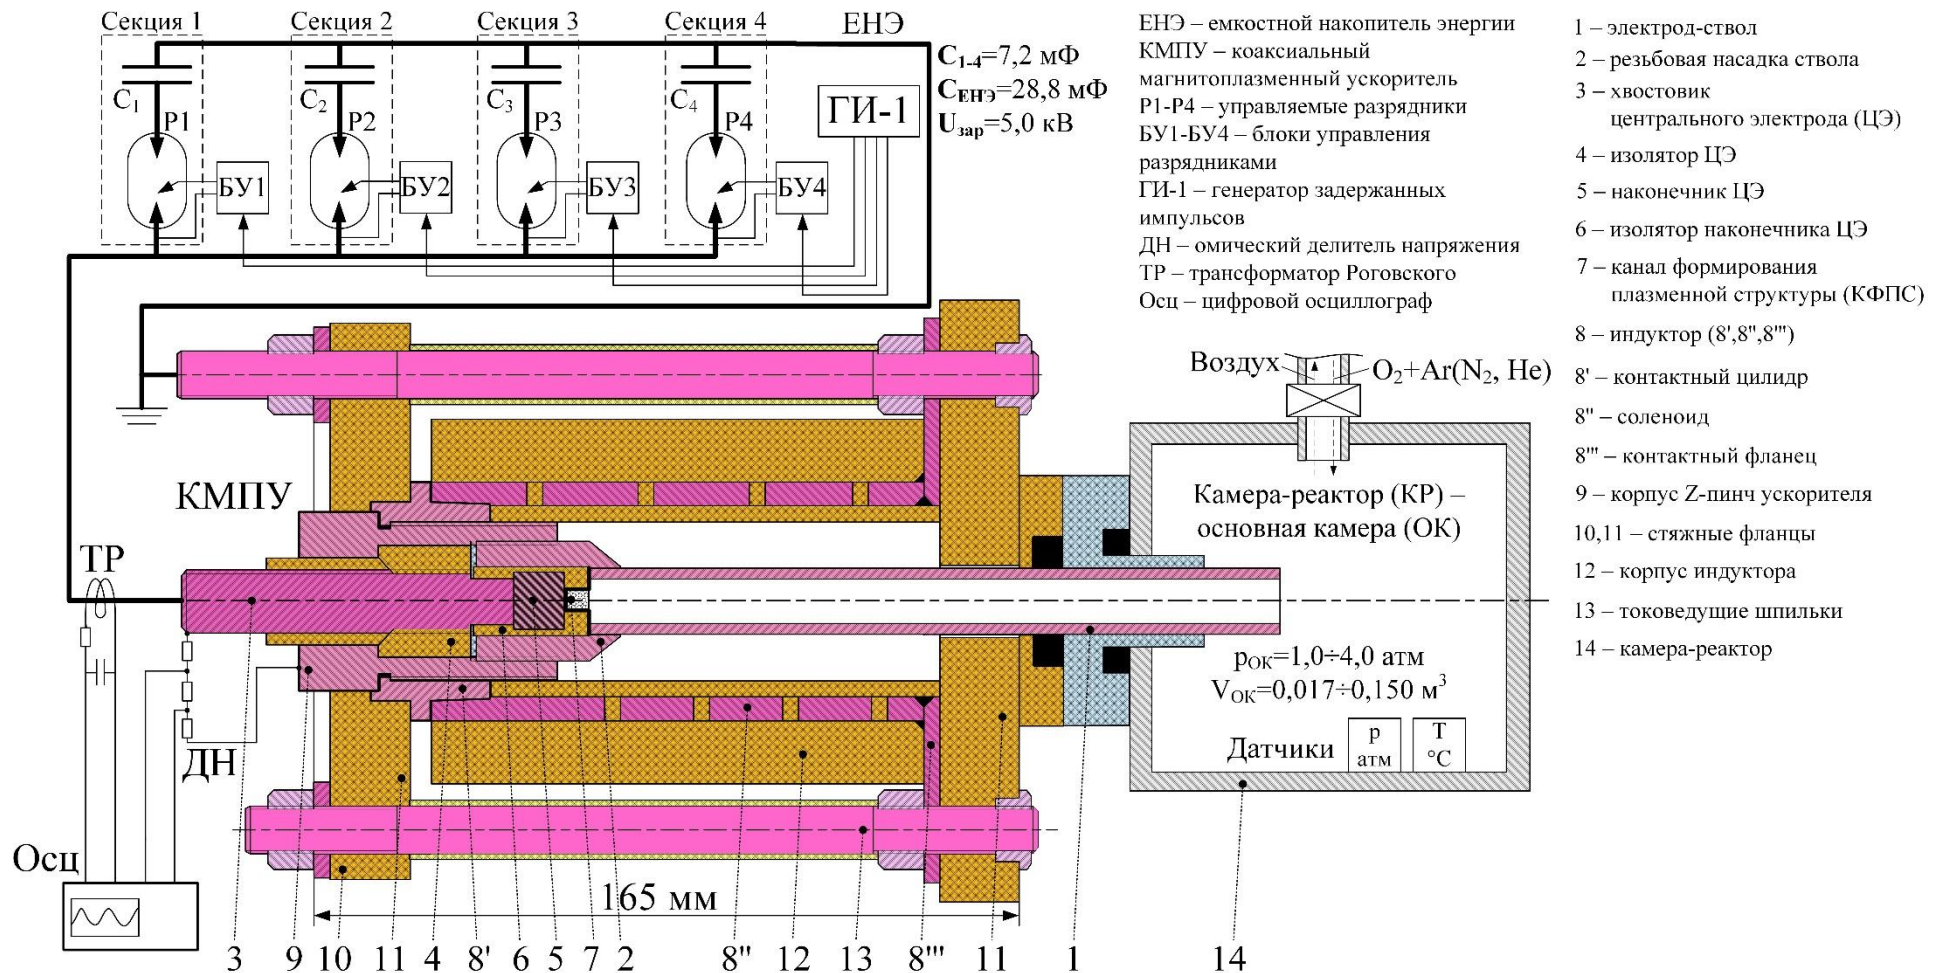 Секция 1
Секция 2
Секция 3
Секция 4
ЕНЭ
C₁
C₂
C₃
C₄
P1
P2
P3
P4
БУ1
БУ2
БУ3
БУ4
ГИ-1
C₁₋₄=7,2 мФ
C_ЕНЭ=28,8 мФ
U_зар=5,0 кВ
ЕНЭ – емкостной накопитель энергии
КМПУ – коаксиальный
магнитоплазменный ускоритель
Р1-Р4 – управляемые разрядники
БУ1-БУ4 – блоки управления
разрядниками
ГИ-1 – генератор задержанных
импульсов
ДН – омический делитель напряжения
ТР – трансформатор Роговского
Осц – цифровой осциллограф
1 – электрод-ствол
2 – резьбовая насадка ствола
3 – хвостовик
центрального электрода (ЦЭ)
4 – изолятор ЦЭ
5 – наконечник ЦЭ
6 – изолятор наконечника ЦЭ
7 – канал формирования
плазменной структуры (КФПС)
8 – индуктор (8',8'',8''')
8' – контактный цилиндр
8'' – соленоид
8''' – контактный фланец
9 – корпус Z-пинч ускорителя
10,11 – стяжные фланцы
12 – корпус индуктора
13 – токоведущие шпильки
14 – камера-реактор
Воздух
O₂+Ar(N₂, He)
КМПУ
ТР
ДН
Осц
Камера-реактор (КР) –
основная камера (ОК)
p_ОК=1,0÷4,0 атм
V_ОК=0,017÷0,150 м³
Датчики
p
атм
T
°C
165 мм
3
9
10
11
4
8'
6
5
7
2
8''
12
13
8'''
11
1
14